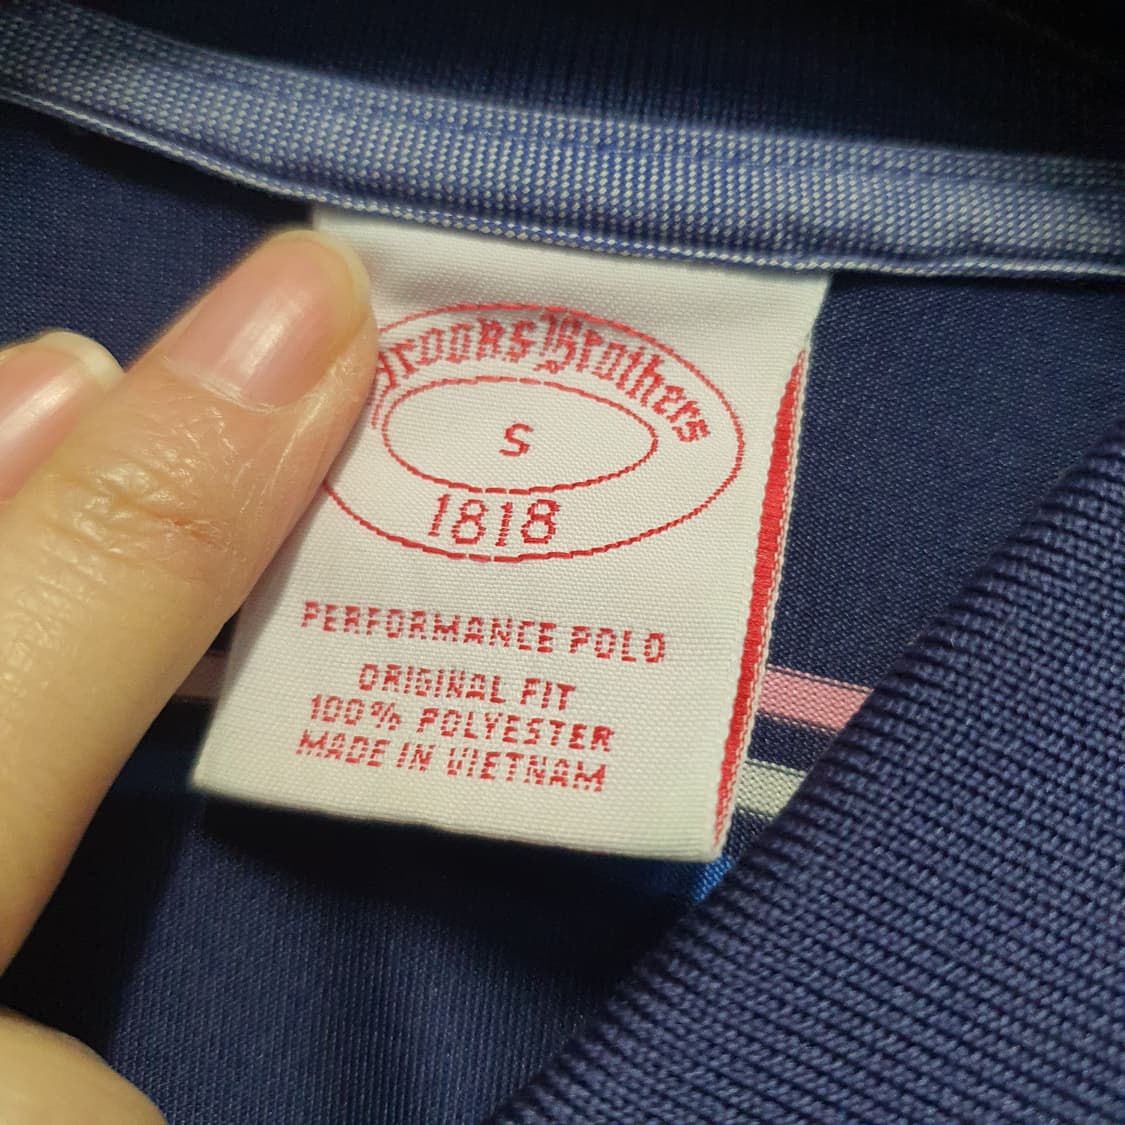 Brooks Brothers
S
1818
PERFORMANCE POLO
ORIGINAL FIT
100% POLYESTER
MADE IN VIETNAM